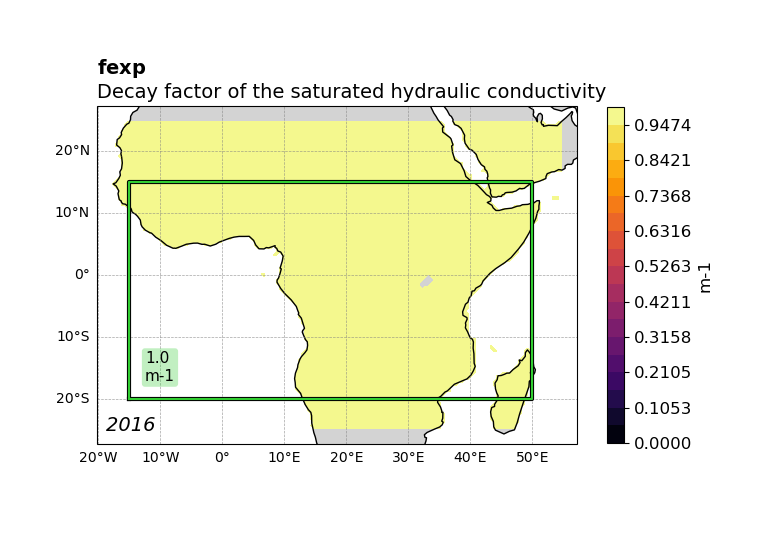 fexp
Decay factor of the saturated hydraulic conductivity
20°N
10°N
0°
10°S
20°S
1.0
m-1
2016
20°W
10°W
0°
10°E
20°E
30°E
40°E
50°E
0.9474
0.8421
0.7368
0.6316
0.5263
0.4211
0.3158
0.2105
0.1053
0.0000
m-1